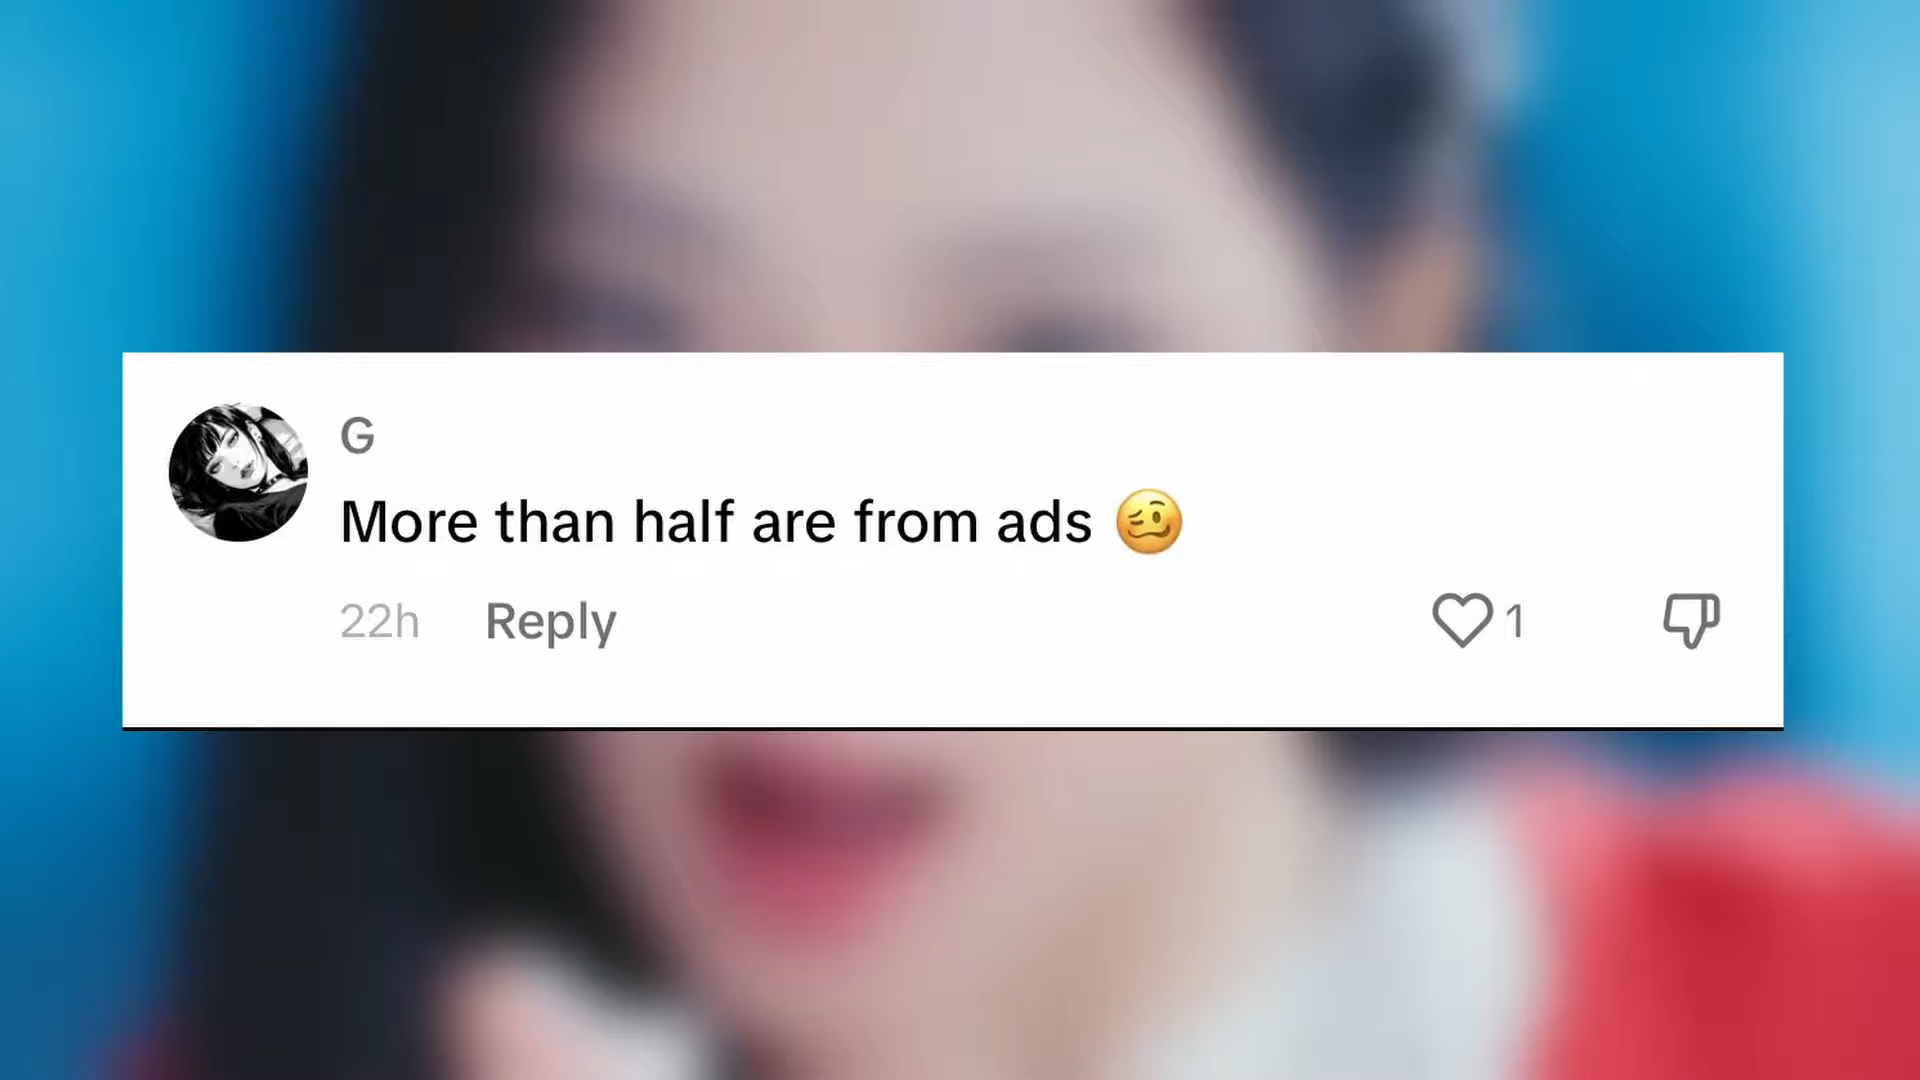 G
More than half are from ads 🥴
22h Reply 1